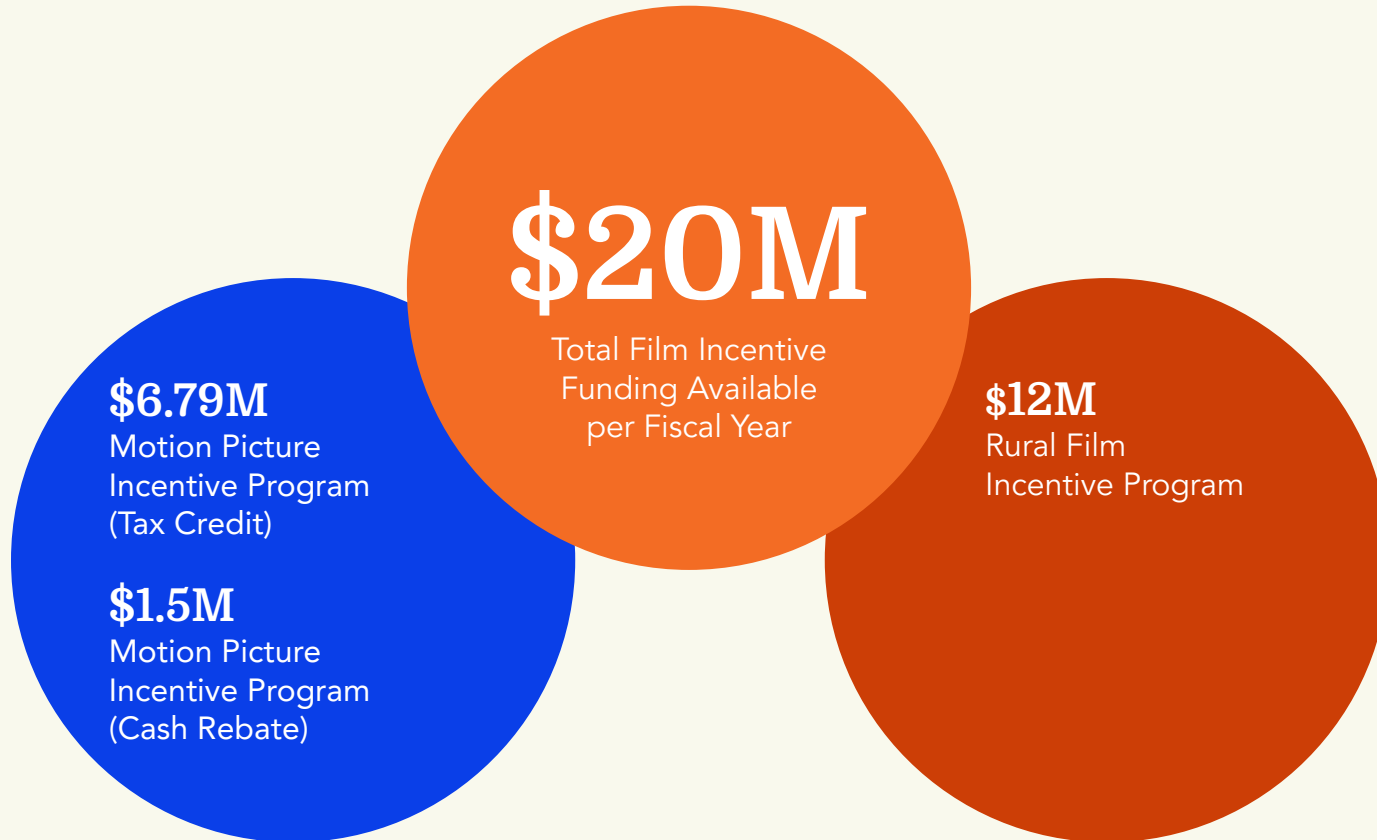 $20M
Total Film Incentive
Funding Available
per Fiscal Year
$6.79M
Motion Picture
Incentive Program
(Tax Credit)
$1.5M
Motion Picture
Incentive Program
(Cash Rebate)
$12M
Rural Film
Incentive Program